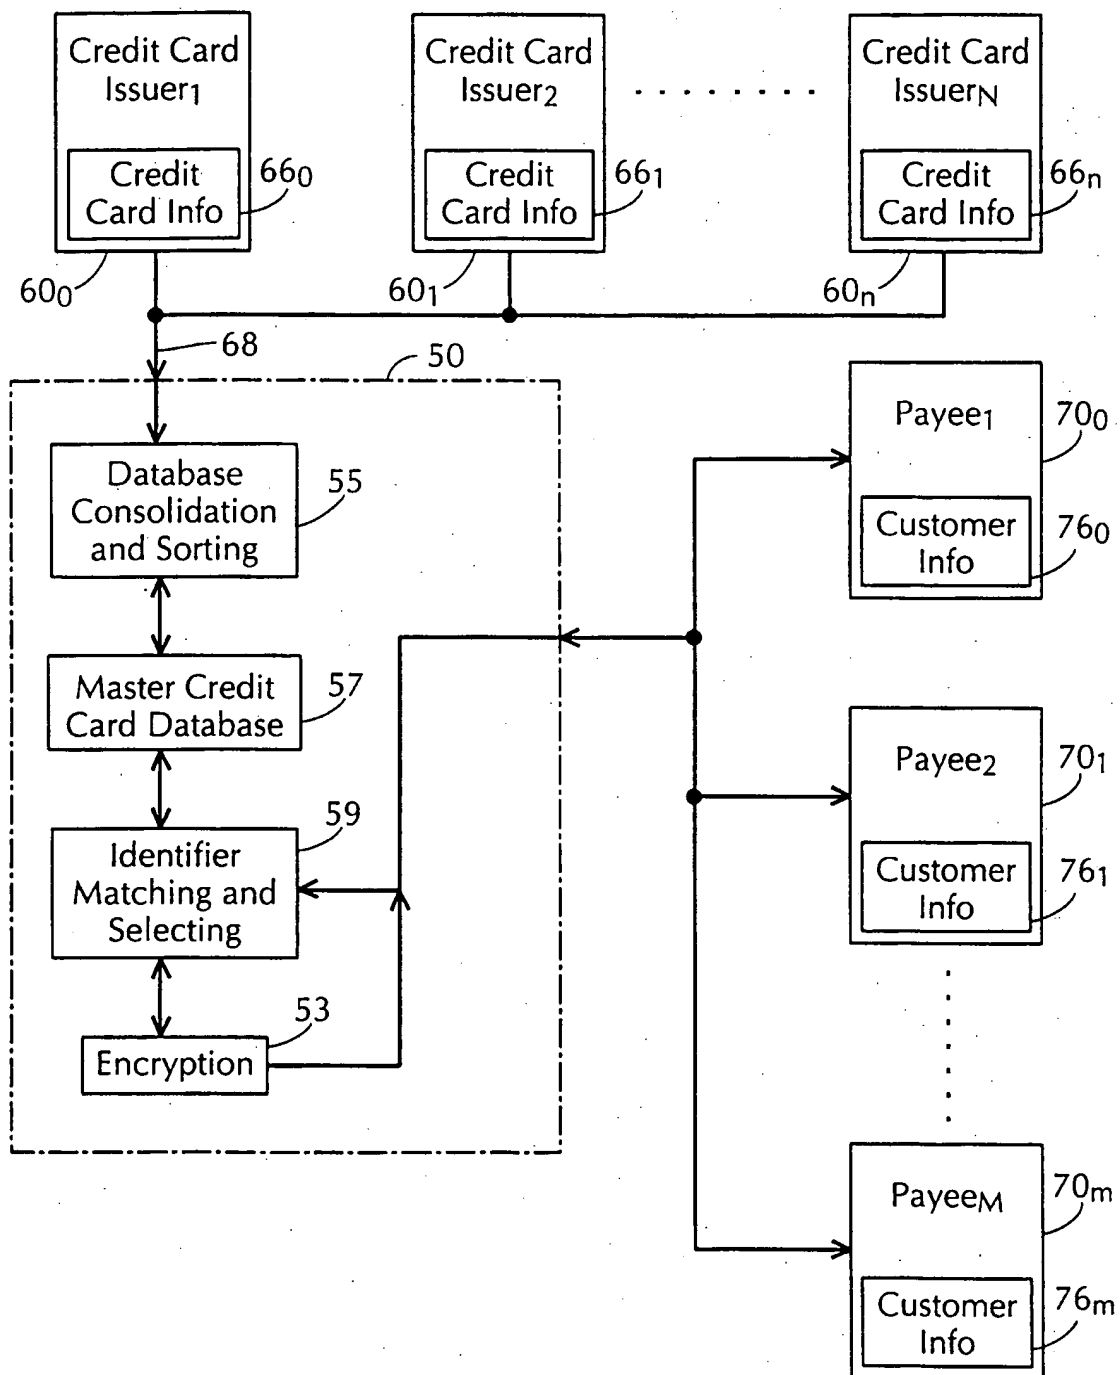 Credit Card
Issuer1
Credit Card
Issuer2
Credit Card
IssuerN
Credit
Card Info
660
Credit
Card Info
661
Credit
Card Info
66n
600
601
60n
68
50
Payee1
700
Database
Consolidation
and Sorting
55
Customer
Info
760
Master Credit
Card Database
57
Payee2
701
Identifier
Matching and
Selecting
59
Customer
Info
761
Encryption
53
PayeeM
70m
Customer
Info
76m